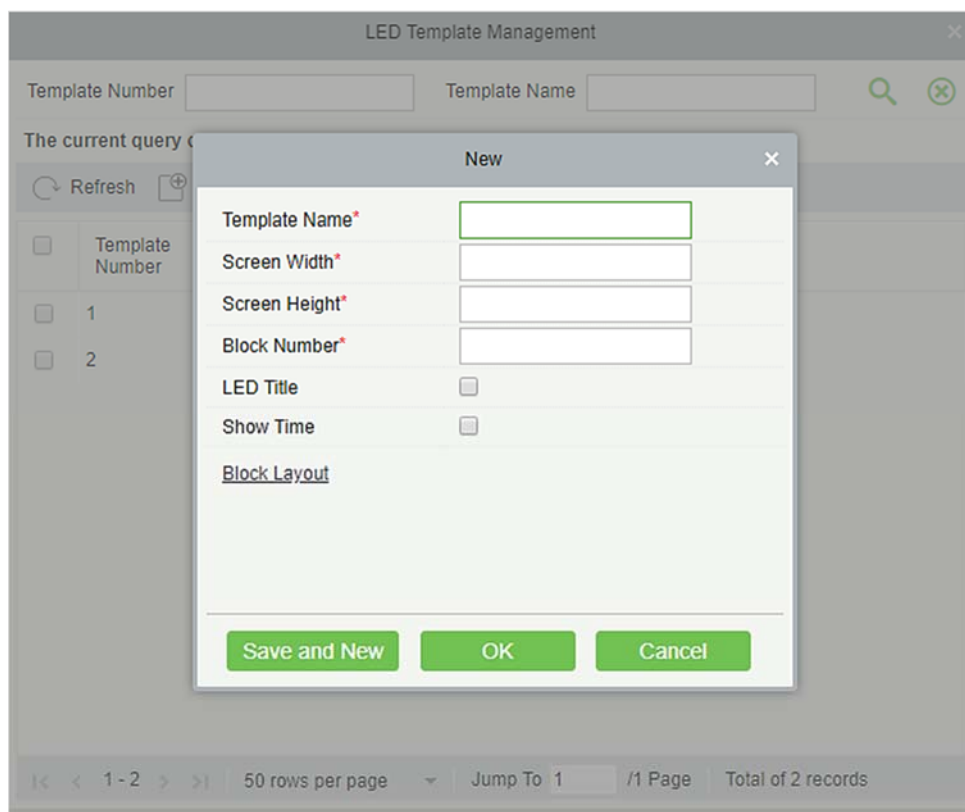 LED Template Management
Template Number
Template Name
The current query
New
Refresh
Template Name*
Template
Number
Screen Width*
Screen Height*
1
Block Number*
2
LED Title
Show Time
Block Layout
Save and New OK Cancel
1 - 2 50 rows per page Jump To 1 /1 Page Total of 2 records